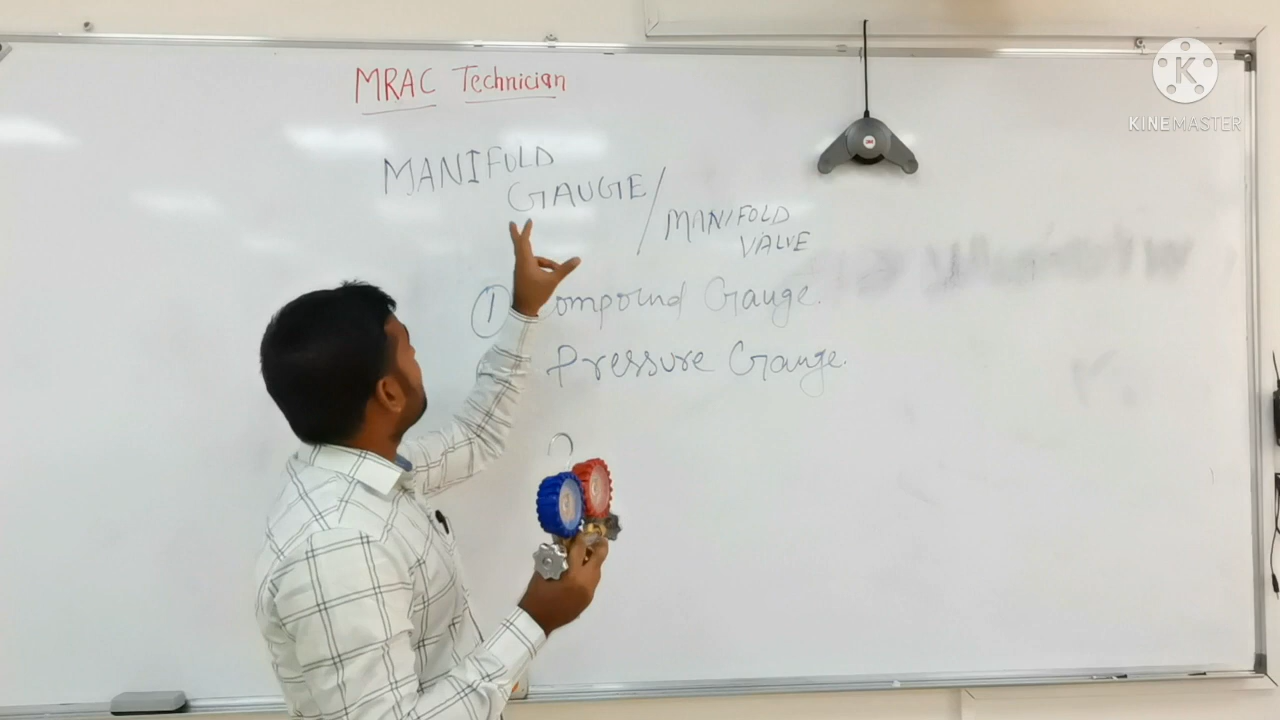 MRAC Technician
MANIFOLD
GAUGE/
MANIFOLD
VALVE
① Compound Gauge.
Pressure Gauge.
K
KINEMASTER